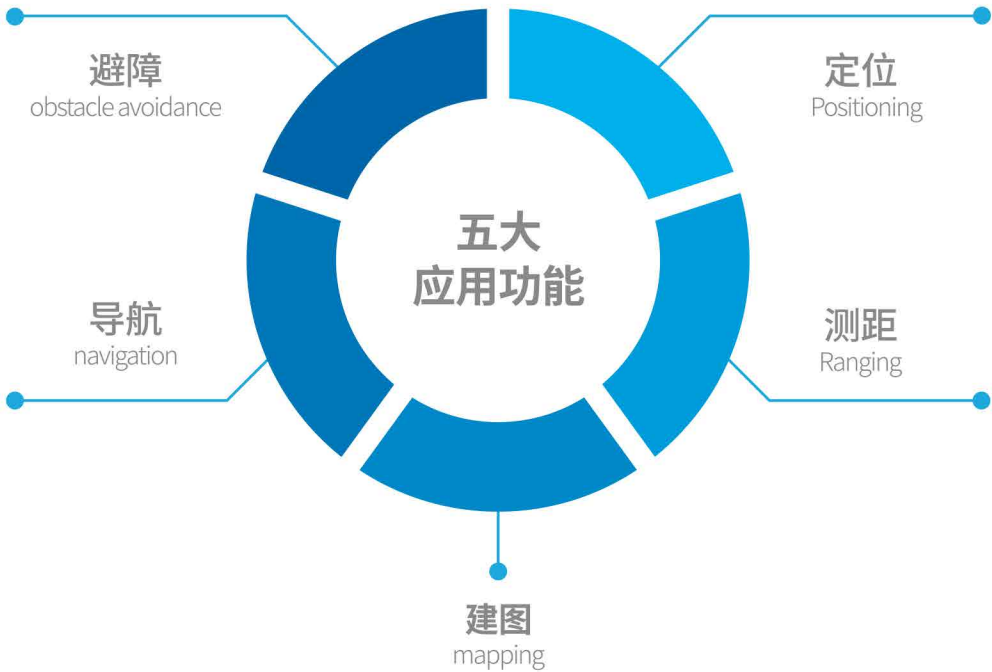 避障
obstacle avoidance
定位
Positioning
五大
应用功能
导航
navigation
测距
Ranging
建图
mapping